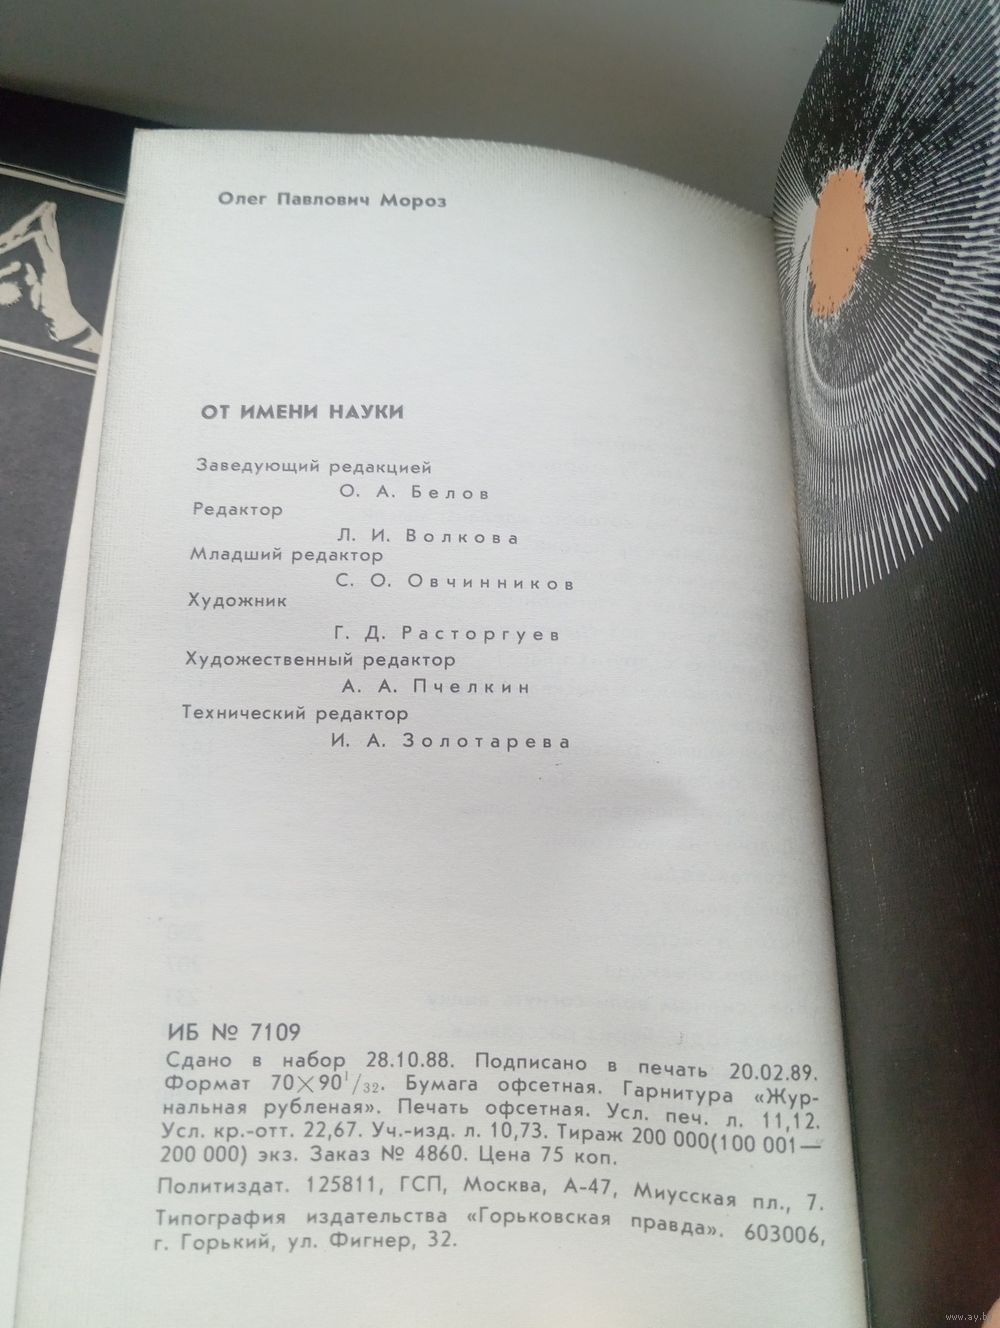 Олег Павлович Мороз
ОТ ИМЕНИ НАУКИ
Заведующий редакцией
О. А. Белов
Редактор
Л. И. Волкова
Младший редактор
С. О. Овчинников
Художник
Г. Д. Расторгуев
Художественный редактор
А. А. Пчелкин
Технический редактор
И. А. Золотарева
ИБ № 7109
Сдано в набор 28.10.88. Подписано в печать 20.02.89.
Формат 70×90¹/₃₂. Бумага офсетная. Гарнитура «Жур-
нальная рубленая». Печать офсетная. Усл. печ. л. 11,12.
Усл. кр.-отт. 22,67. Уч.-изд. л. 10,73. Тираж 200 000(100 001—
200 000) экз. Заказ № 4860. Цена 75 коп.
Политиздат. 125811, ГСП, Москва, А-47, Миусская пл., 7.
Типография издательства «Горьковская правда». 603006,
г. Горький, ул. Фигнер, 32.